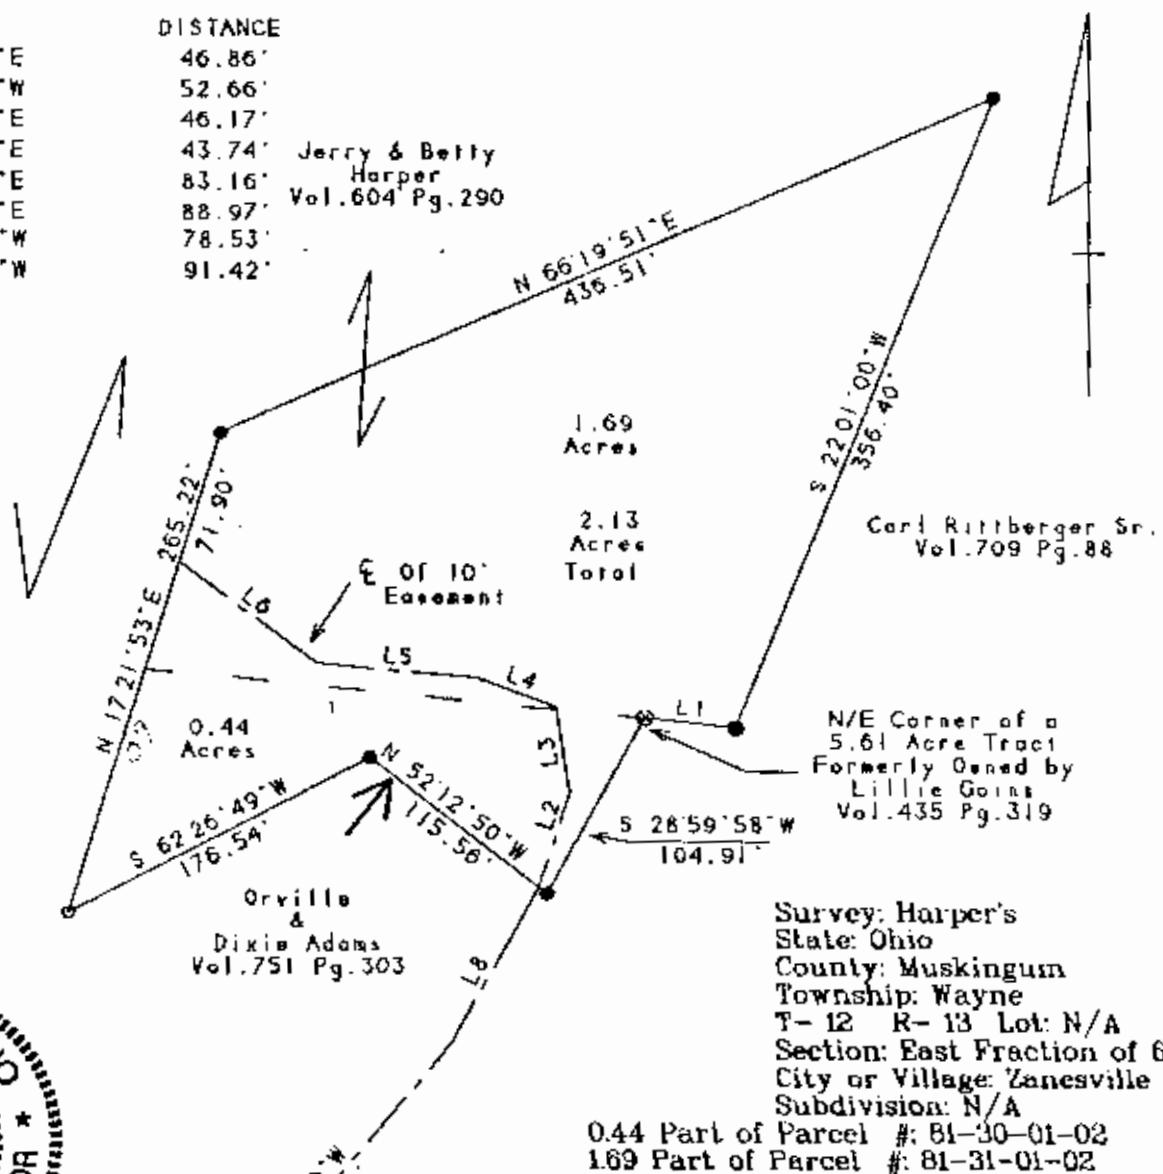 DISTANCE
"E 46.86'
"W 52.66'
"E 46.17'
"E 43.74'
"E 83.16'
"E 88.97'
"W 78.53'
"W 91.42'
Jerry & Betty
Harper
Vol.604 Pg.290
N 66°19'51"E
436.51'
S 22°01'00"W
356.40'
1.69
Acres
2.13
Acres
Total
Carl Rittberger Sr.
Vol.709 Pg.88
265.22'
71.90'
N 17°21'53"E
℄ Of 10'
Easement
L6
L5
L4
L3
L2
L1
L8
0.44
Acres
N 52°12'50"W
115.56'
S 62°26'49"W
176.54'
S 28°59'58"W
104.91'
N/E Corner of a
5.61 Acre Tract
Formerly Owned by
Lillie Goins
Vol.435 Pg.319
Orville
&
Dixie Adams
Vol.751 Pg.303
Survey: Harper's
State: Ohio
County: Muskingum
Township: Wayne
T- 12 R- 13 Lot: N/A
Section: East Fraction of 6
City or Village: Zanesville
Subdivision: N/A
0.44 Part of Parcel #: 81-30-01-02
1.69 Part of Parcel #: 81-31-01-02
"W